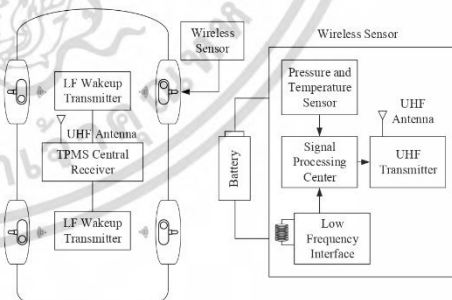 Wireless
Sensor
LF Wakeup
Transmitter
UHF Antenna
TPMS Central
Receiver
LF Wakeup
Transmitter
Battery
Wireless Sensor
Pressure and
Temperature
Sensor
UHF
Antenna
Signal
Processing
Center
UHF
Transmitter
Low
Frequency
Interface